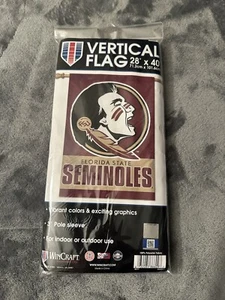 VERTICAL
FLAG
28" x 40"
FLORIDA STATE
SEMINOLES
Vibrant colors & exciting graphics
3" Pole sleeve
For indoor or outdoor use
WINCRAFT